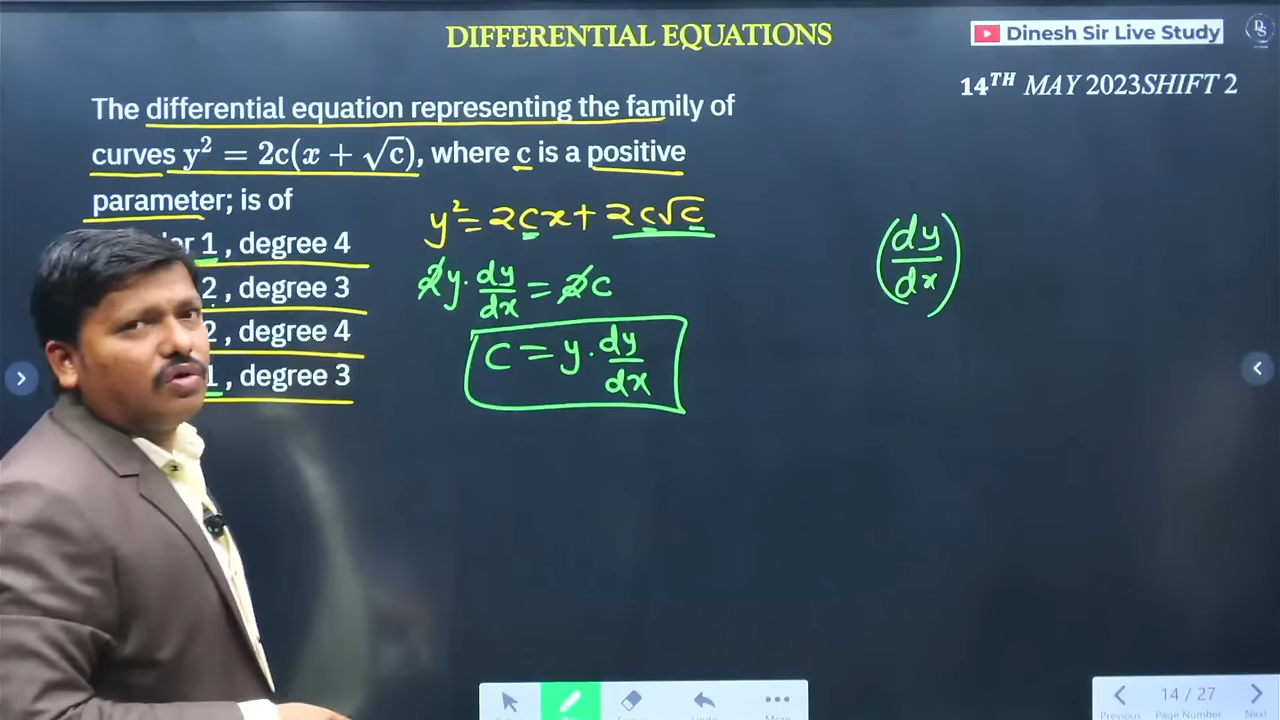 DIFFERENTIAL EQUATIONS
Dinesh Sir Live Study
14ᵀᴴ MAY 2023SHIFT 2
The differential equation representing the family of
curves y² = 2c(x + √c), where c is a positive
parameter; is of
1, degree 4
2, degree 3
2, degree 4
1, degree 3
y² = 2cx + 2c√c
2y·dy/dx = 2c
c = y·dy/dx
(dy/dx)
14 / 27
Previous Page Number Next